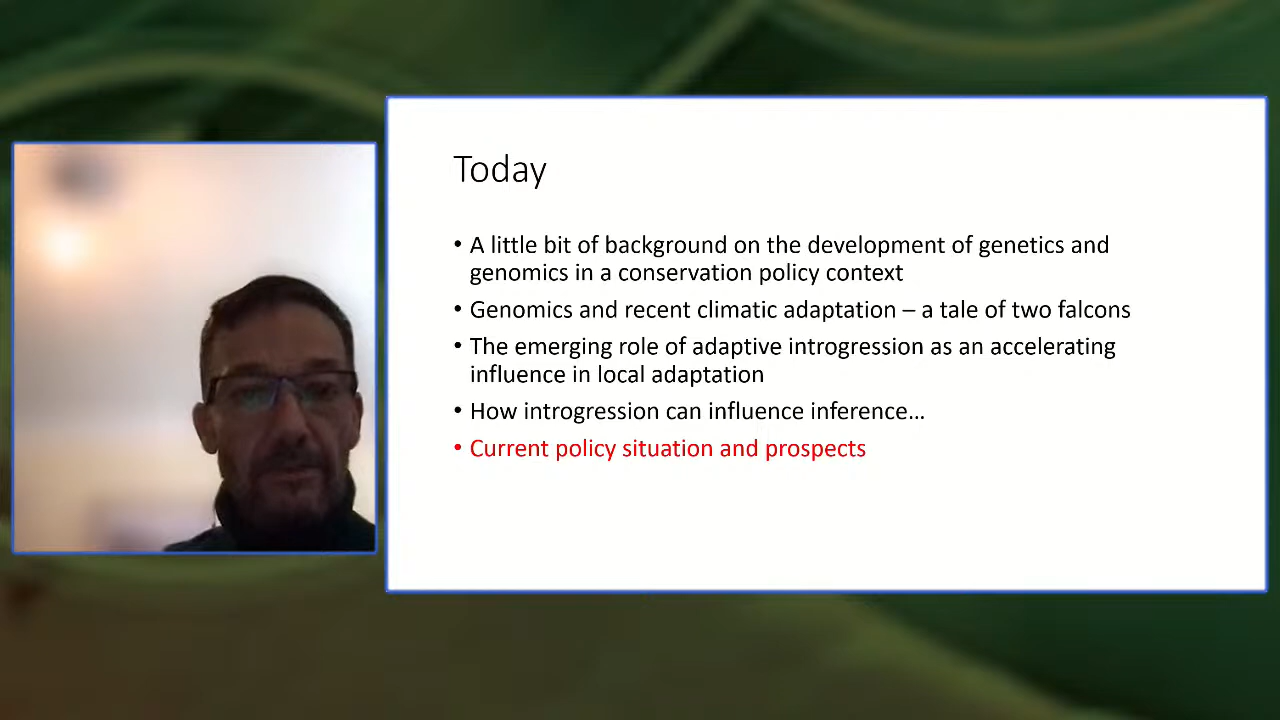 Today
• A little bit of background on the development of genetics and
genomics in a conservation policy context
• Genomics and recent climatic adaptation – a tale of two falcons
• The emerging role of adaptive introgression as an accelerating
influence in local adaptation
• How introgression can influence inference…
• Current policy situation and prospects